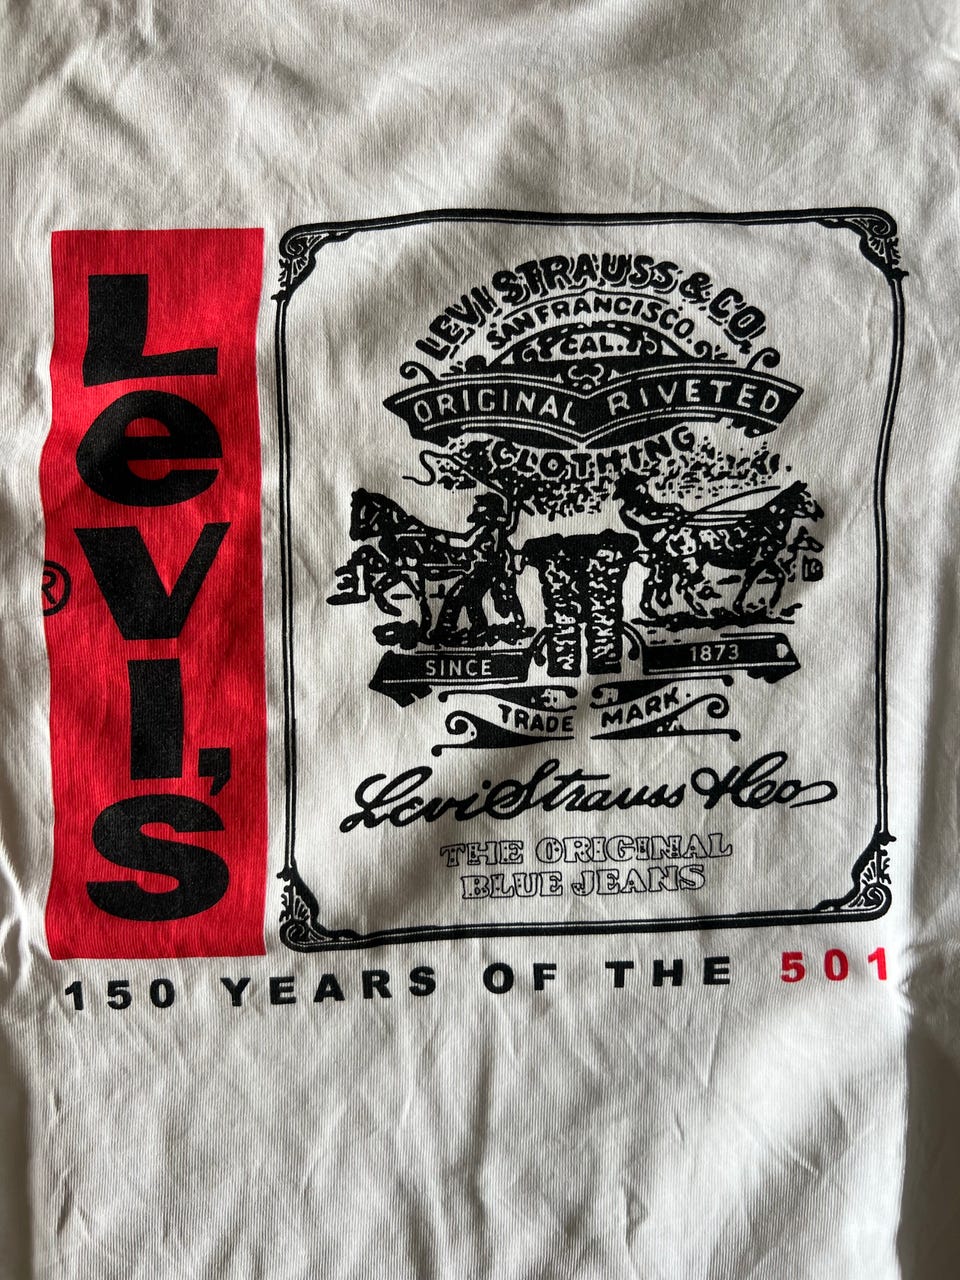 Levi's
®
LEVI STRAUSS & CO.
SAN FRANCISCO.
CAL.
ORIGINAL RIVETED
CLOTHING
SINCE 1873
TRADE MARK.
Levi Strauss & Co
THE ORIGINAL
BLUE JEANS
150 YEARS OF THE 501